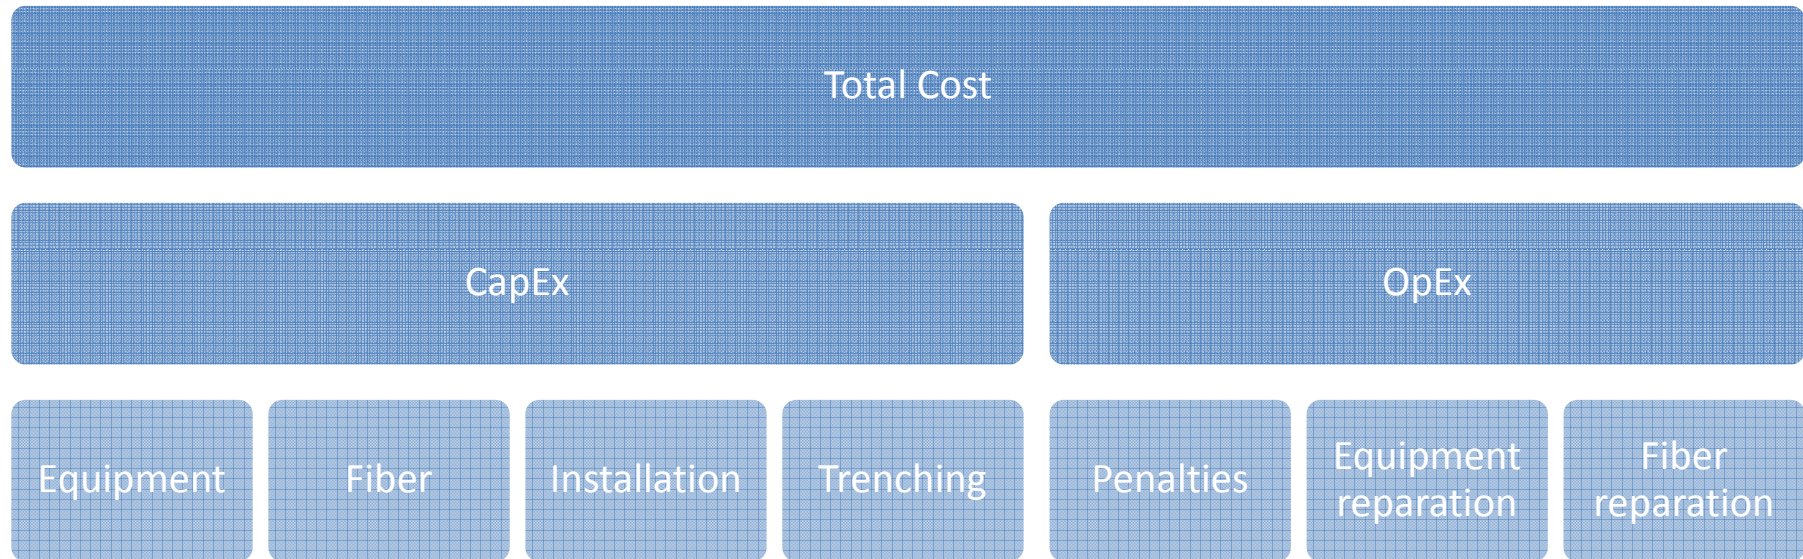 Total Cost
CapEx
OpEx
Equipment
Fiber
Installation
Trenching
Penalties
Equipment
reparation
Fiber
reparation